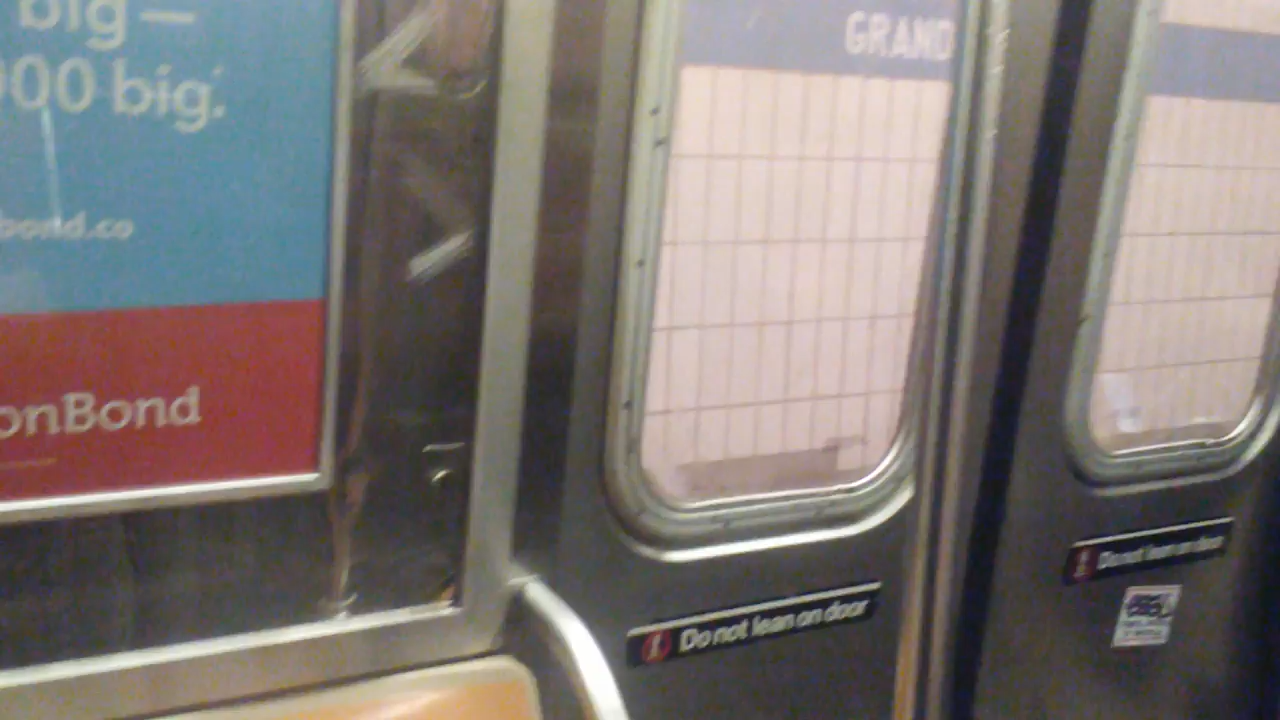 big—
000 big.
bond.co
onBond
GRAND
Do not lean on door
Do not lean on door